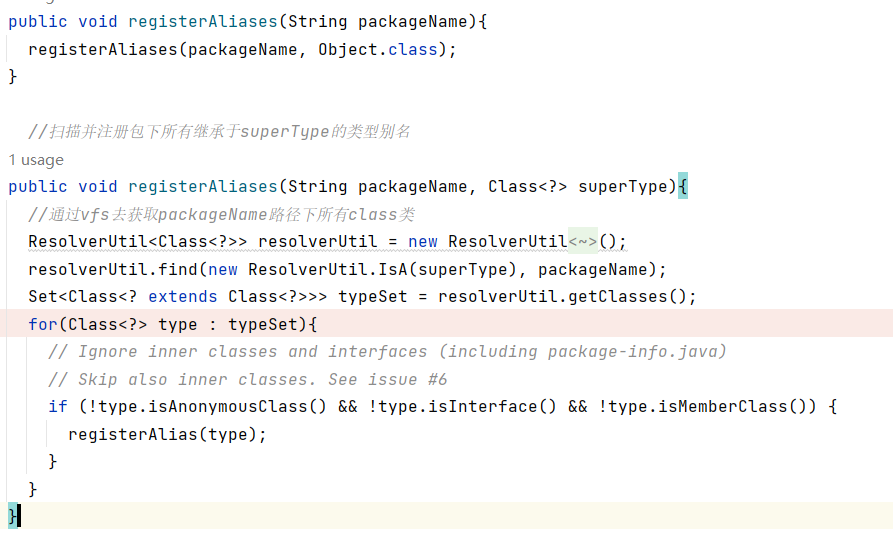 public void registerAliases(String packageName){
registerAliases(packageName, Object.class);
}
//扫描并注册包下所有继承于superType的类型别名
1 usage
public void registerAliases(String packageName, Class<?> superType){
//通过vfs去获取packageName路径下所有class类
ResolverUtil<Class<?>> resolverUtil = new ResolverUtil<~>();
resolverUtil.find(new ResolverUtil.IsA(superType), packageName);
Set<Class<? extends Class<?>>> typeSet = resolverUtil.getClasses();
for(Class<?> type : typeSet){
// Ignore inner classes and interfaces (including package-info.java)
// Skip also inner classes. See issue #6
if (!type.isAnonymousClass() && !type.isInterface() && !type.isMemberClass()) {
registerAlias(type);
}
}
}